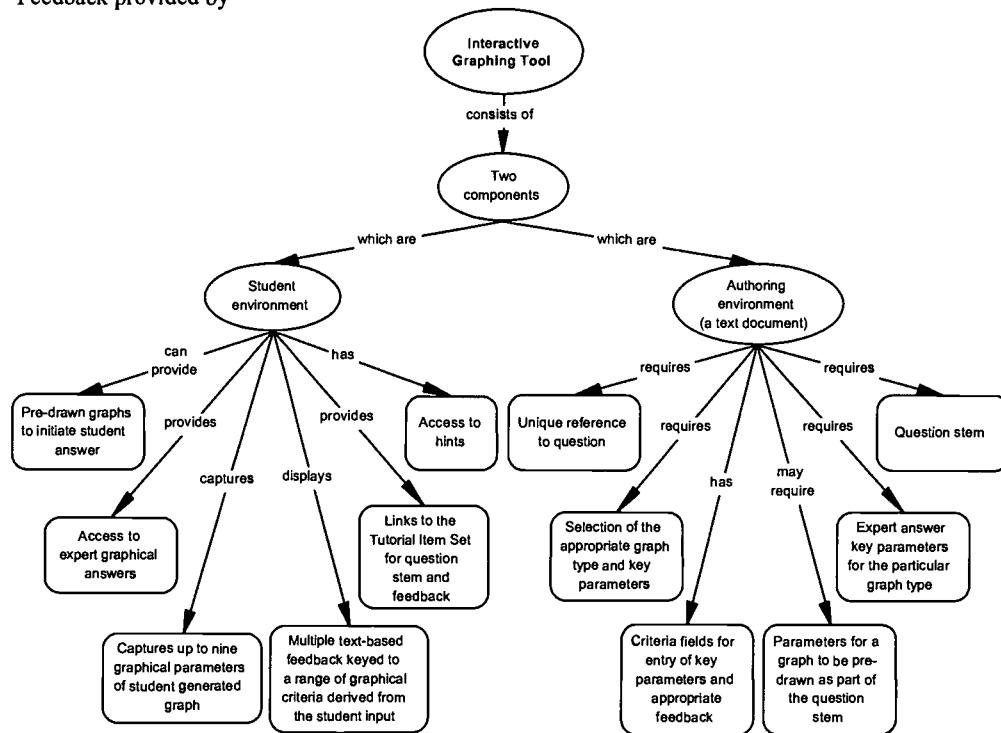 Feedback provided by
Interactive
Graphing Tool
consists of
Two
components
which are
which are
Student
environment
Authoring
environment
(a text document)
can
provide
has
requires
requires
Pre-drawn graphs
to initiate student
answer
provides
provides
Access to
hints
Unique reference
to question
requires
requires
Question stem
captures
displays
has
may
require
Access to
expert graphical
answers
Links to the
Tutorial Item Set
for question
stem and
feedback
Selection of the
appropriate graph
type and key
parameters
Expert answer
key parameters
for the particular
graph type
Captures up to nine
graphical parameters
of student generated
graph
Multiple text-based
feedback keyed to
a range of graphical
criteria derived from
the student input
Criteria fields for
entry of key
parameters and
appropriate
feedback
Parameters for a
graph to be pre-
drawn as part of
the question
stem